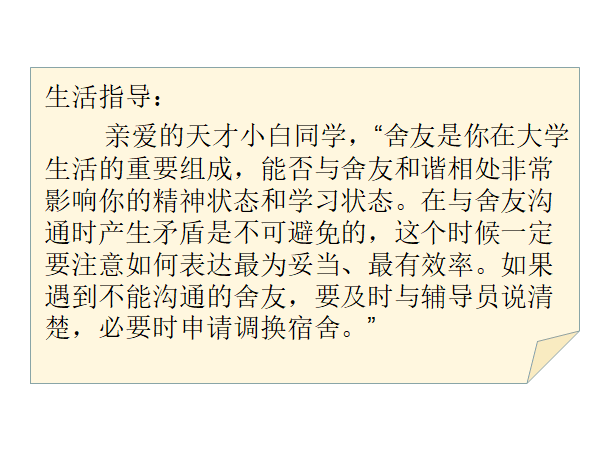 生活指导：
亲爱的天才小白同学，“舍友是你在大学
生活的重要组成，能否与舍友和谐相处非常
影响你的精神状态和学习状态。在与舍友沟
通时产生矛盾是不可避免的，这个时候一定
要注意如何表达最为妥当、最有效率。如果
遇到不能沟通的舍友，要及时与辅导员说清
楚，必要时申请调换宿舍。”